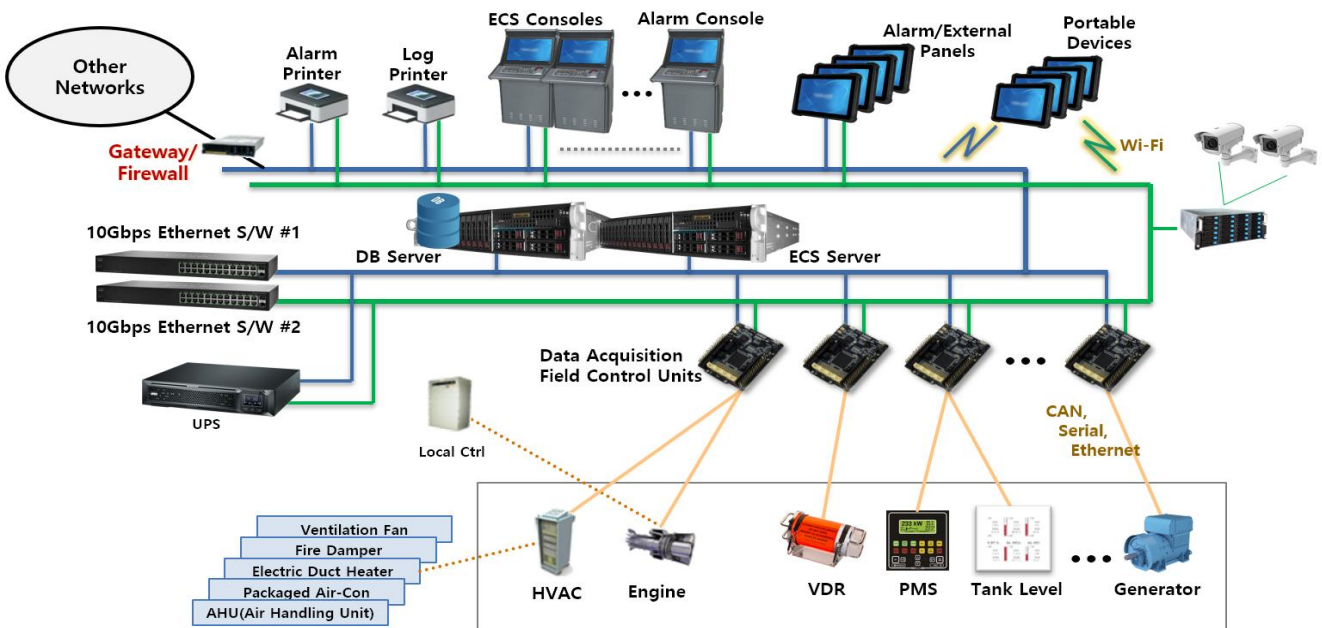 ECS Consoles
Alarm Console
Alarm/External
Panels
Portable
Devices
Alarm
Printer
Log
Printer
Other
Networks
Gateway/
Firewall
Wi-Fi
10Gbps Ethernet S/W #1
DB
DB Server
ECS Server
10Gbps Ethernet S/W #2
Data Acquisition
Field Control Units
UPS
Local Ctrl
CAN,
Serial,
Ethernet
Ventilation Fan
Fire Damper
Electric Duct Heater
Packaged Air-Con
AHU(Air Handling Unit)
233 kW
HVAC
Engine
VDR
PMS
Tank Level
Generator